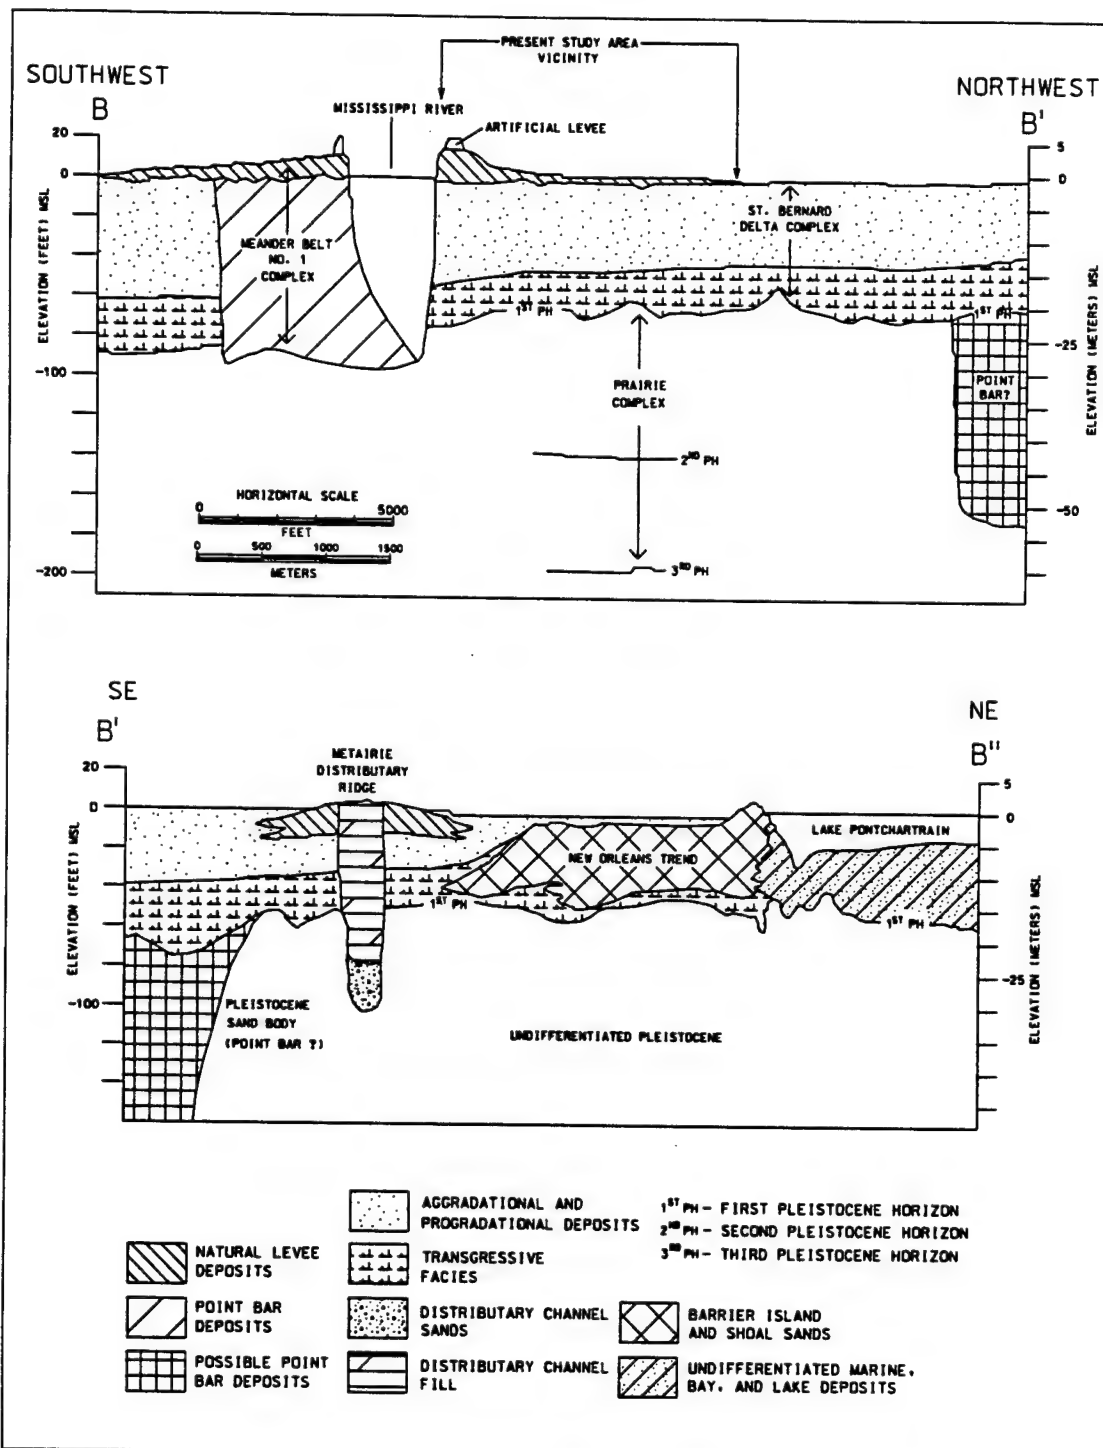 PRESENT STUDY AREA
VICINITY
SOUTHWEST
B
NORTHWEST
B'
MISSISSIPPI RIVER
ARTIFICIAL LEVEE
20
0
-100
-200
ELEVATION (FEET) MSL
5
0
-25
-50
ELEVATION (METERS) MSL
MEANDER BELT
NO. 1
COMPLEX
ST. BERNARD
DELTA COMPLEX
1ST PH
1ST PH
PRAIRIE
COMPLEX
POINT
BAR?
2ND PH
3RD PH
HORIZONTAL SCALE
0 5000
FEET
0 500 1000 1500
METERS
SE
B'
NE
B''
METAIRIE
DISTRIBUTARY
RIDGE
20
0
-100
ELEVATION (FEET) MSL
5
0
-25
ELEVATION (METERS) MSL
LAKE PONTCHARTRAIN
NEW ORLEANS TREND
1ST PH
1ST PH
PLEISTOCENE
SAND BODY
(POINT BAR ?)
UNDIFFERENTIATED PLEISTOCENE
AGGRADATIONAL AND
PROGRADATIONAL DEPOSITS
1ST PH - FIRST PLEISTOCENE HORIZON
2ND PH - SECOND PLEISTOCENE HORIZON
3RD PH - THIRD PLEISTOCENE HORIZON
NATURAL LEVEE
DEPOSITS
TRANSGRESSIVE
FACIES
POINT BAR
DEPOSITS
DISTRIBUTARY CHANNEL
SANDS
BARRIER ISLAND
AND SHOAL SANDS
POSSIBLE POINT
BAR DEPOSITS
DISTRIBUTARY CHANNEL
FILL
UNDIFFERENTIATED MARINE,
BAY, AND LAKE DEPOSITS